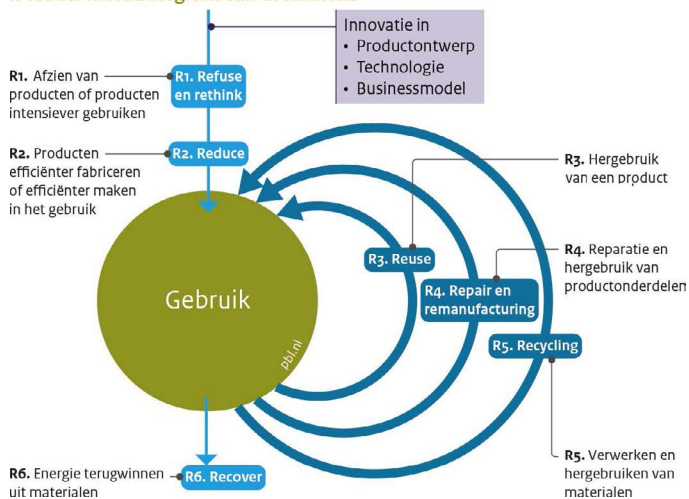 Innovatie in
• Productontwerp
• Technologie
• Businessmodel
R1. Afzien van
producten of producten
intensiever gebruiken
R1. Refuse
en rethink
R2. Producten
efficiënter fabriceren
of efficiënter maken
in het gebruik
R2. Reduce
R3. Hergebruik
van een product
R3. Reuse
R4. Reparatie en
hergebruik van
productonderdelen
R4. Repair en
remanufacturing
Gebruik
pbl.nl
R5. Recycling
R5. Verwerken en
hergebruiken van
materialen
R6. Energie terugwinnen
uit materialen
R6. Recover